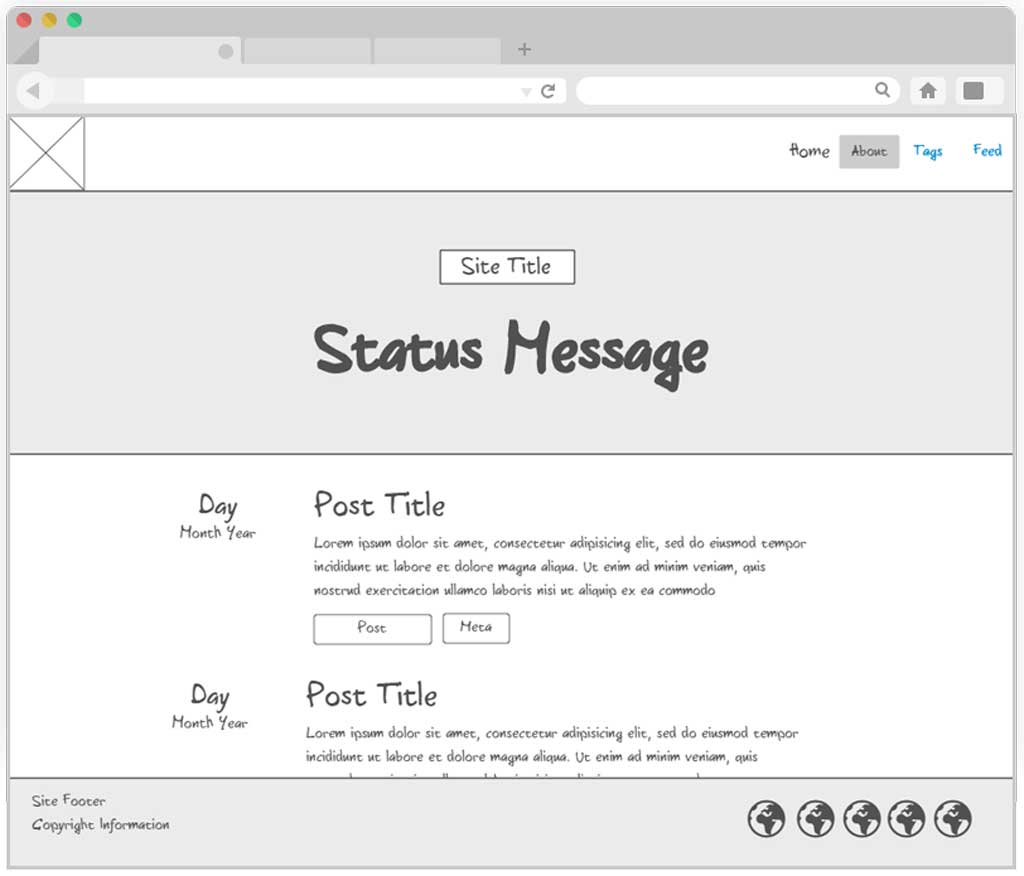 Home About Tags Feed
Site Title
Status Message
Day
Month Year
Post Title
Lorem ipsum dolor sit amet, consectetur adipisicing elit, sed do eiusmod tempor
incididunt ut labore et dolore magna aliqua. Ut enim ad minim veniam, quis
nostrud exercitation ullamco laboris nisi ut aliquip ex ea commodo
Post Meta
Day
Month Year
Post Title
Lorem ipsum dolor sit amet, consectetur adipisicing elit, sed do eiusmod tempor
incididunt ut labore et dolore magna aliqua. Ut enim ad minim veniam, quis
Site Footer
Copyright Information